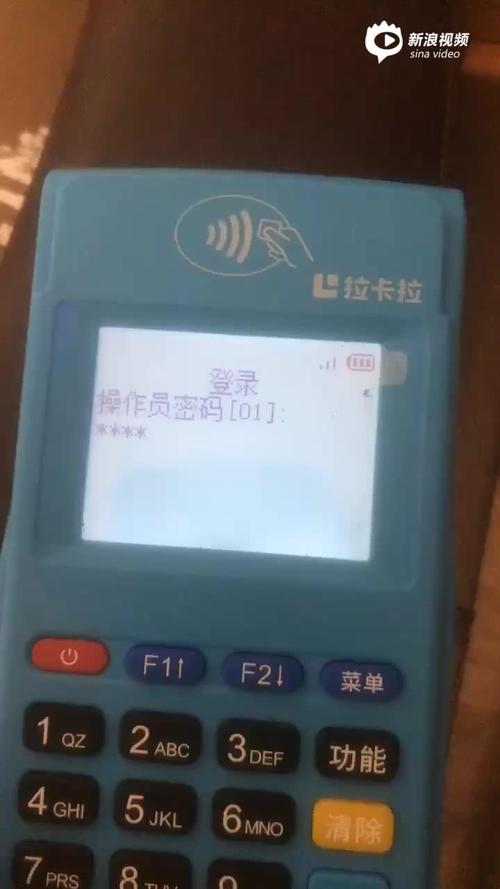 新浪视频
sina video
拉卡拉
登录
操作员密码[01]:
****
F1↑
F2↓
菜单
1 QZ
2 ABC
3 DEF
功能
4 GHI
5 JKL
6 MNO
清除
7 PRS
8
9